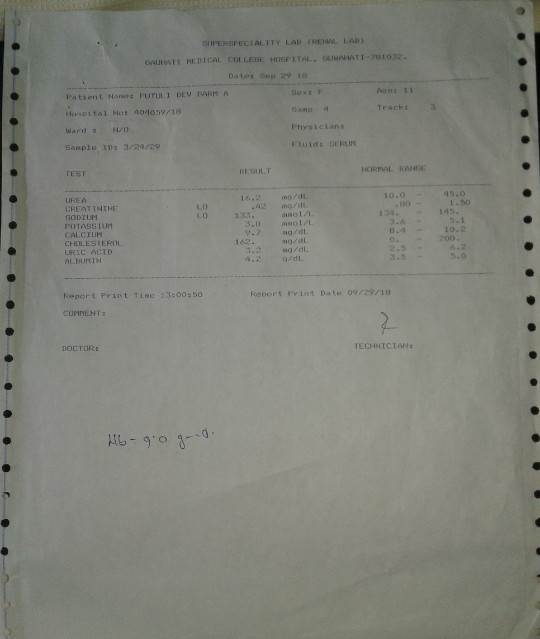 SUPERSPECIALITY LAB (RENAL LAB)
GAUHATI MEDICAL COLLEGE HOSPITAL, GUWAHATI-781032.
Date: Sep 29 18
Patient Name: PUTULI DEV BARM A Sex: F Age: 11
Hospital No: 404659/18 Samp 4 Track: 3
Ward : N/O Physician:
Sample ID: 3/24/29 Fluid: SERUM
TEST RESULT NORMAL RANGE
UREA 16.2 mg/dL 10.0 - 45.0
CREATININE LO .42 mg/dL .80 - 1.50
SODIUM LO 133. mmol/L 134. - 145.
POTASSIUM mmol/L 3.6 - 5.1
CALCIUM 9.7 mg/dL 8.4 - 10.2
CHOLESTEROL 162. mg/dL 0. - 200.
URIC ACID 3.2 mg/dL 2.5 - 6.2
ALBUMIN 4.2 g/dL 3.5 - 5.0
Report Print Time :3:00:50 Report Print Date 09/29/18
COMMENT:
DOCTOR: TECHNICIAN:
Hb - 9.0